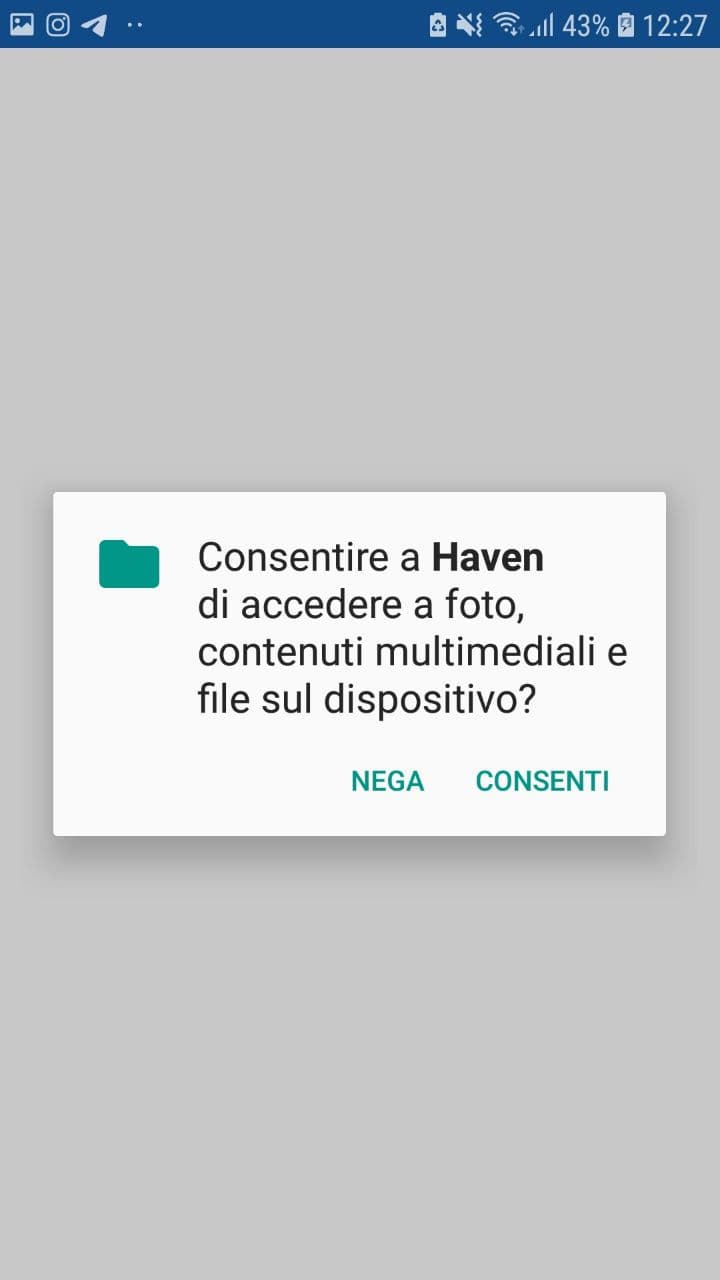 43% 12:27
Consentire a Haven
di accedere a foto,
contenuti multimediali e
file sul dispositivo?
NEGA CONSENTI